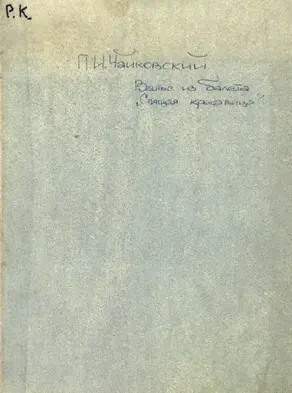 Р.К.
П.И.Чайковский
Вальс из балета
„Спящая красавица"